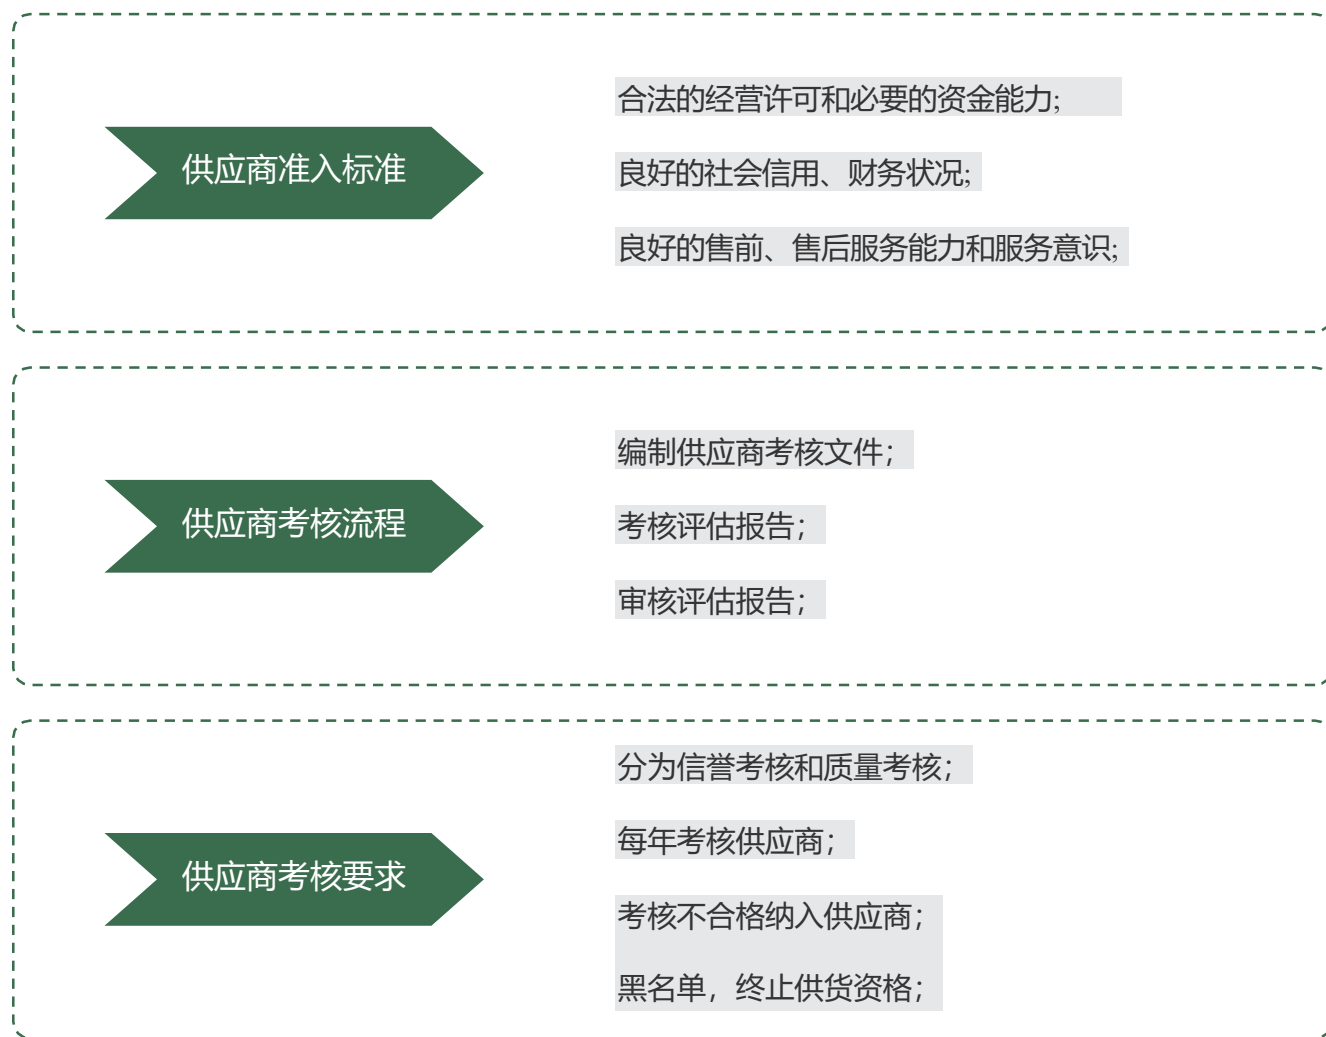 供应商准入标准
合法的经营许可和必要的资金能力;
良好的社会信用、财务状况;
良好的售前、售后服务能力和服务意识;
供应商考核流程
编制供应商考核文件；
考核评估报告；
审核评估报告；
供应商考核要求
分为信誉考核和质量考核；
每年考核供应商；
考核不合格纳入供应商；
黑名单，终止供货资格；